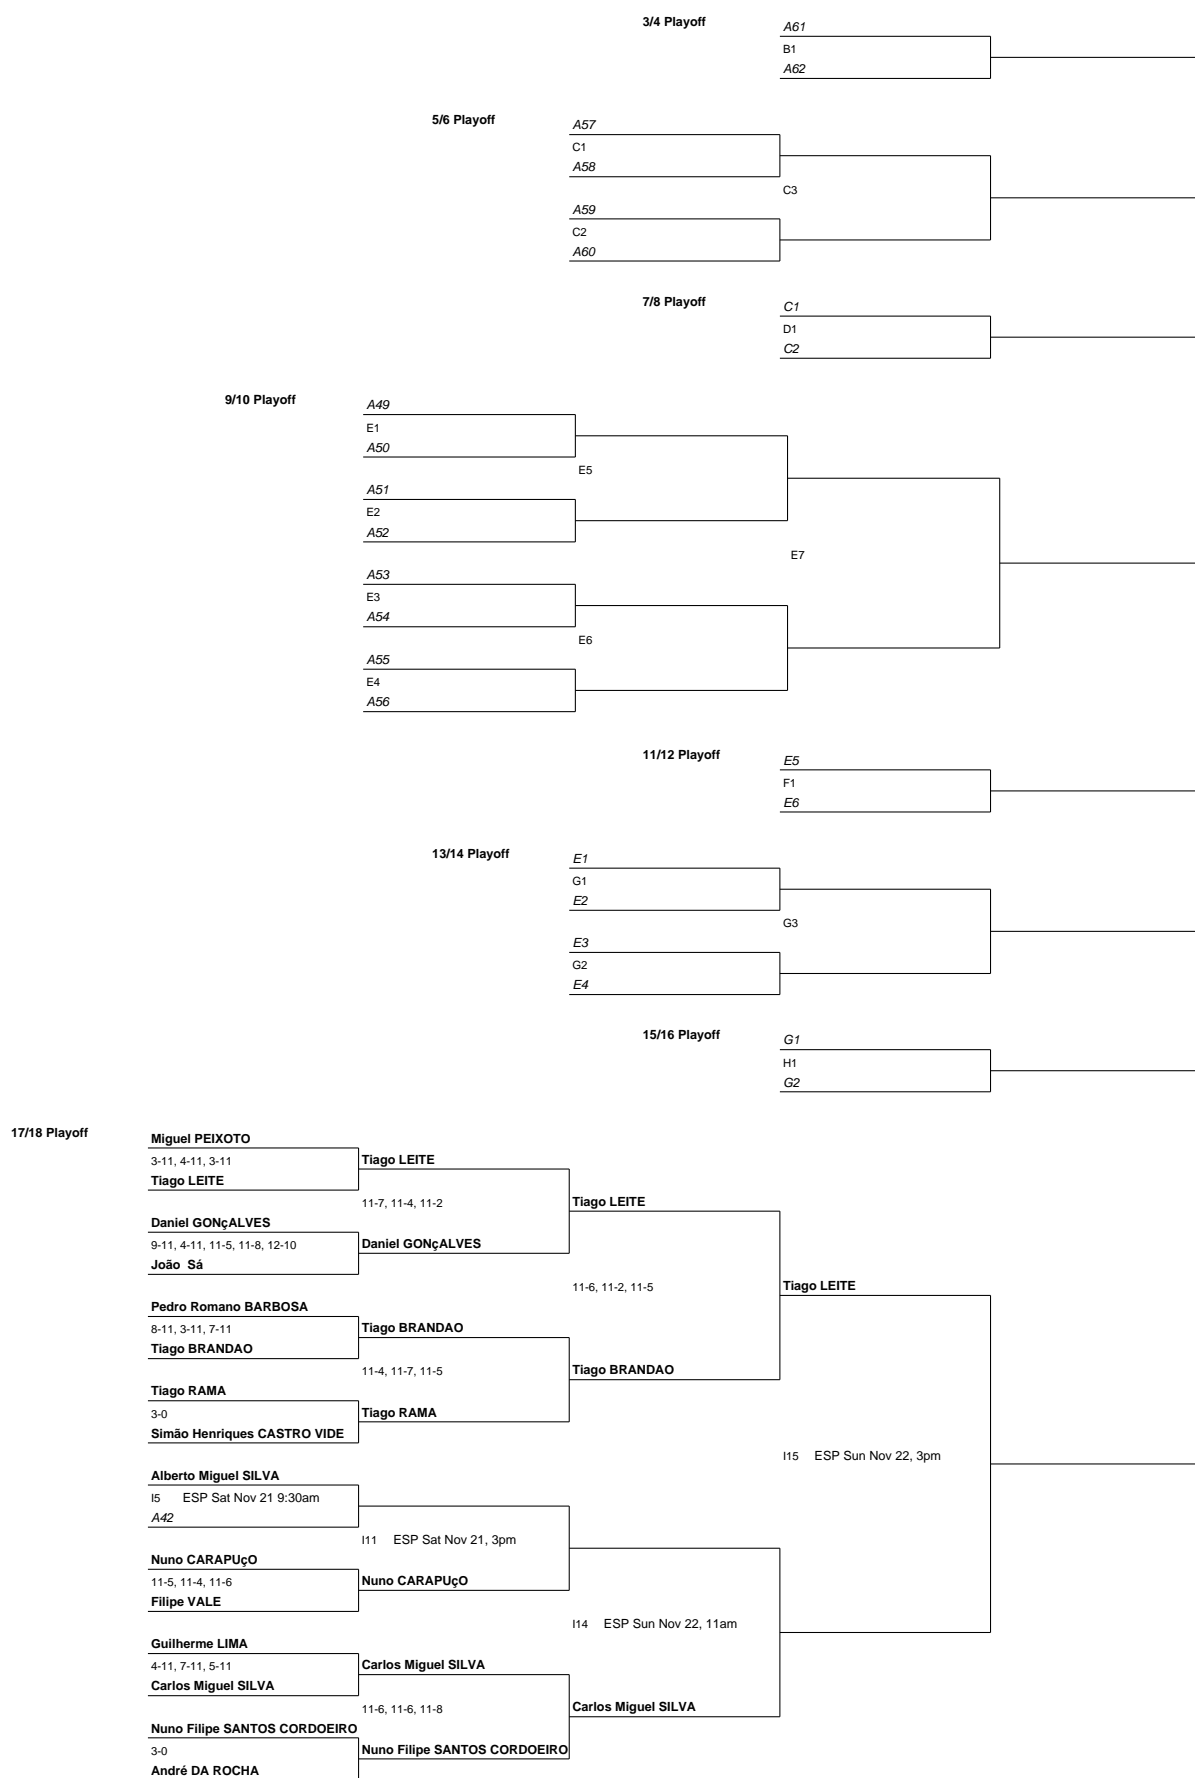 3/4 Playoff
A61
B1
A62
5/6 Playoff
A57
C1
A58
C3
A59
C2
A60
7/8 Playoff
C1
D1
C2
9/10 Playoff
A49
E1
A50
E5
A51
E2
A52
E7
A53
E3
A54
E6
A55
E4
A56
11/12 Playoff
E5
F1
E6
13/14 Playoff
E1
G1
E2
G3
E3
G2
E4
15/16 Playoff
G1
H1
G2
17/18 Playoff
Miguel PEIXOTO
3-11, 4-11, 3-11
Tiago LEITE
Tiago LEITE
11-7, 11-4, 11-2
Tiago LEITE
Daniel GONçALVES
9-11, 4-11, 11-5, 11-8, 12-10
Daniel GONçALVES
João Sá
11-6, 11-2, 11-5
Tiago LEITE
Pedro Romano BARBOSA
8-11, 3-11, 7-11
Tiago BRANDAO
Tiago BRANDAO
11-4, 11-7, 11-5
Tiago BRANDAO
Tiago RAMA
3-0
Tiago RAMA
Simão Henriques CASTRO VIDE
I15 ESP Sun Nov 22, 3pm
Alberto Miguel SILVA
I5 ESP Sat Nov 21 9:30am
A42
I11 ESP Sat Nov 21, 3pm
Nuno CARAPUçO
11-5, 11-4, 11-6
Nuno CARAPUçO
Filipe VALE
I14 ESP Sun Nov 22, 11am
Guilherme LIMA
4-11, 7-11, 5-11
Carlos Miguel SILVA
Carlos Miguel SILVA
11-6, 11-6, 11-8
Carlos Miguel SILVA
Nuno Filipe SANTOS CORDOEIRO
3-0
Nuno Filipe SANTOS CORDOEIRO
André DA ROCHA